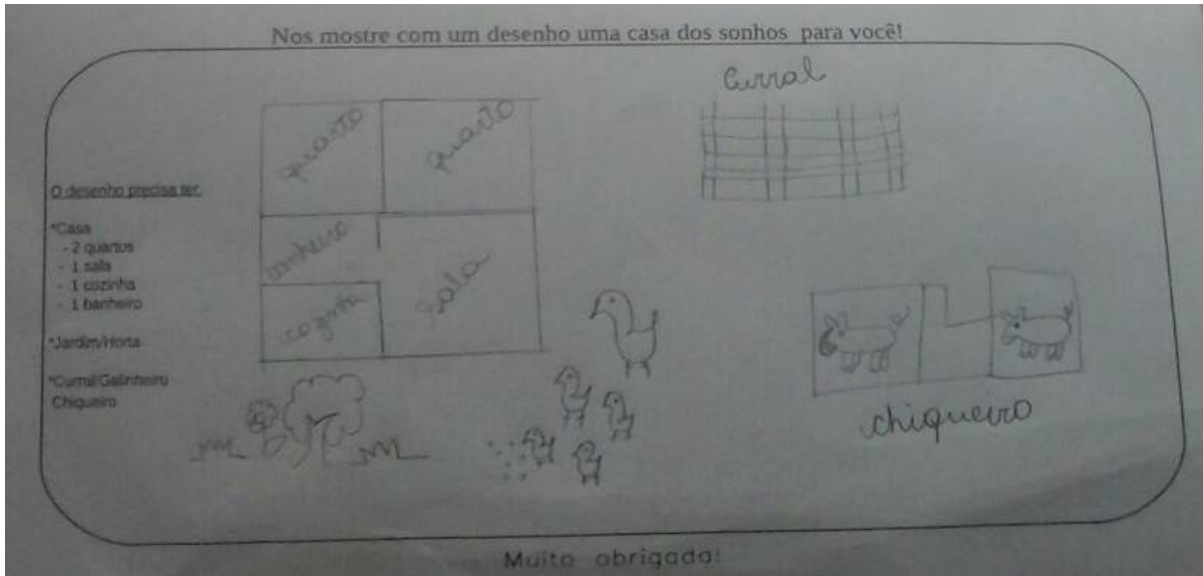 Nos mostre com um desenho uma casa dos sonhos para você!
Curral
quarto
quarto
O desenho precisa ter:
*Casa
- 2 quartos
- 1 sala
- 1 cozinha
- 1 banheiro
*Jardim/Horta
*Curral/Galinheiro
Chiqueiro
banheiro
sala
cozinha
chiqueiro
Muito obrigada!